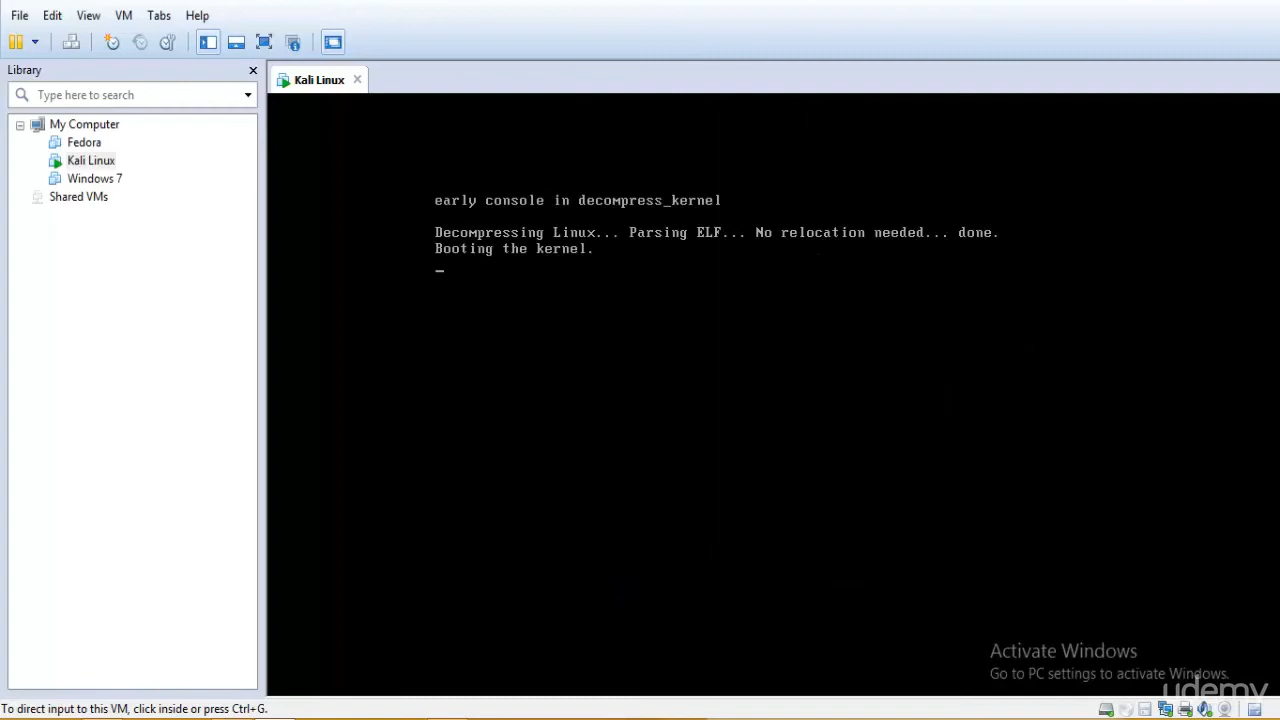 File Edit View VM Tabs Help
Library
Kali Linux
Type here to search
My Computer
Fedora
Kali Linux
Windows 7
Shared VMs
early console in decompress_kernel
Decompressing Linux... Parsing ELF... No relocation needed... done.
Booting the kernel.
Activate Windows
Go to PC settings to activate Windows.
udemy
To direct input to this VM, click inside or press Ctrl+G.